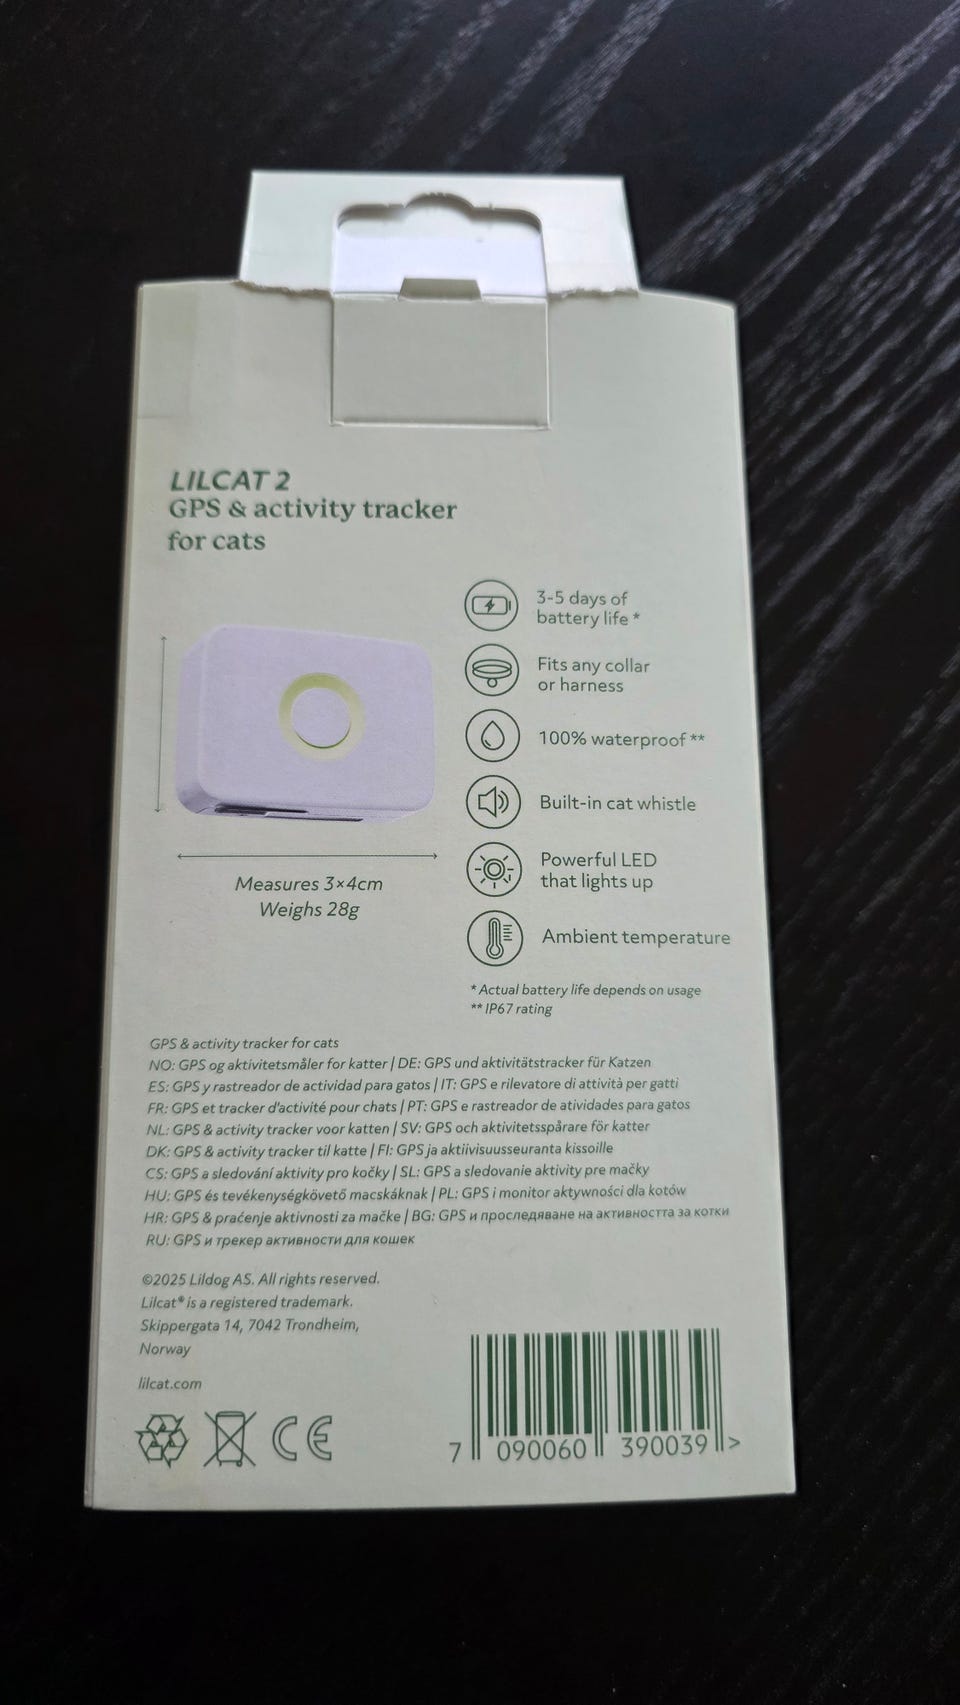 LILCAT 2
GPS & activity tracker
for cats
3-5 days of
battery life *
Fits any collar
or harness
100% waterproof **
Built-in cat whistle
Powerful LED
that lights up
Ambient temperature
Measures 3×4cm
Weighs 28g
* Actual battery life depends on usage
** IP67 rating
GPS & activity tracker for cats
NO: GPS og aktivitetsmåler for katter | DE: GPS und aktivitätstracker für Katzen
ES: GPS y rastreador de actividad para gatos | IT: GPS e rilevatore di attività per gatti
FR: GPS et tracker d'activité pour chats | PT: GPS e rastreador de atividades para gatos
NL: GPS & activity tracker voor katten | SV: GPS och aktivitetsspårare för katter
DK: GPS & activity tracker til katte | FI: GPS ja aktiivisuusseuranta kissoille
CS: GPS a sledování aktivity pro kočky | SL: GPS a sledovanie aktivity pre mačky
HU: GPS és tevékenységkövető macskáknak | PL: GPS i monitor aktywności dla kotów
HR: GPS & praćenje aktivnosti za mačke | BG: GPS и проследяване на активността за котки
RU: GPS и трекер активности для кошек
©2025 Lildog AS. All rights reserved.
Lilcat® is a registered trademark.
Skippergata 14, 7042 Trondheim,
Norway
lilcat.com
CE
7 090060 390039 >